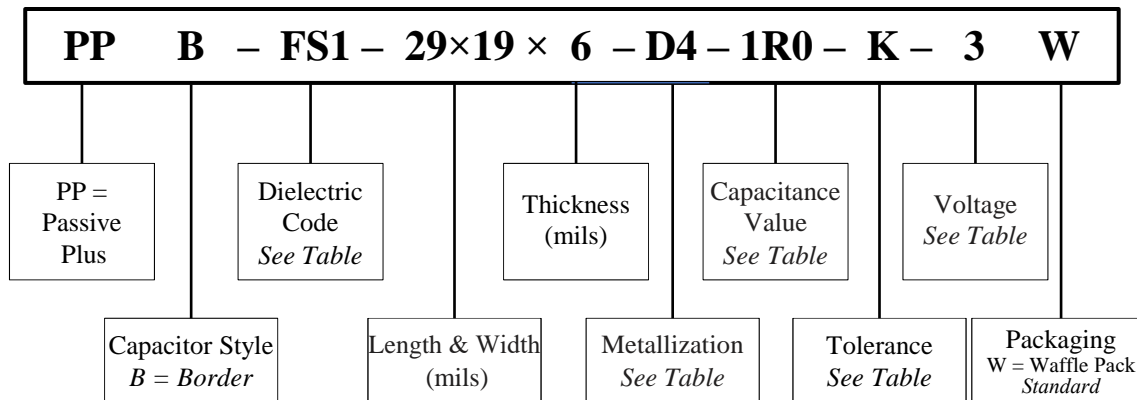 PP B – FS1 – 29×19 × 6 – D4 – 1R0 – K – 3 W
PP =
Passive
Plus
Dielectric
Code
See Table
Thickness
(mils)
Capacitance
Value
See Table
Voltage
See Table
Capacitor Style
B = Border
Length & Width
(mils)
Metallization
See Table
Tolerance
See Table
Packaging
W = Waffle Pack
Standard